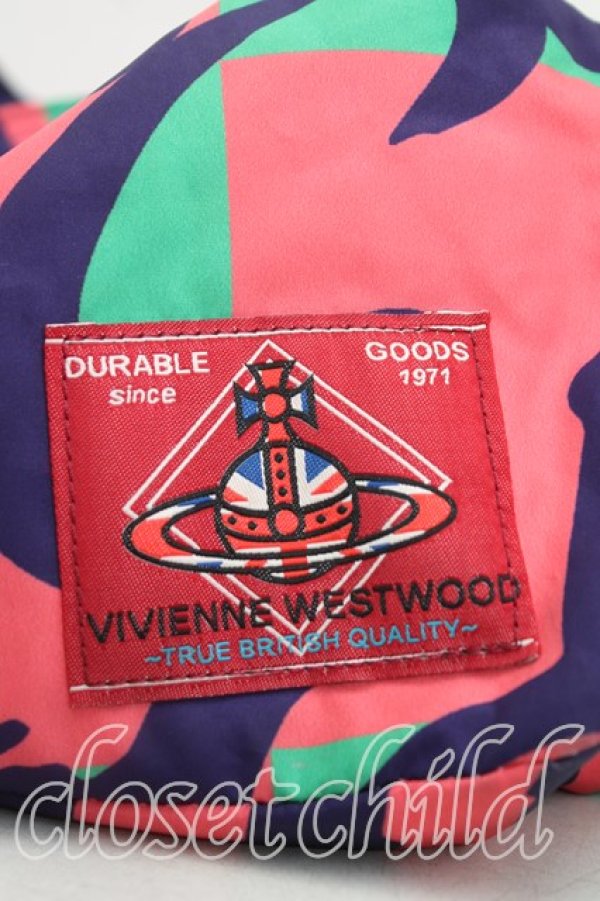 DURABLE GOODS
since 1971
VIVIENNE WESTWOOD
~TRUE BRITISH QUALITY~
closet child